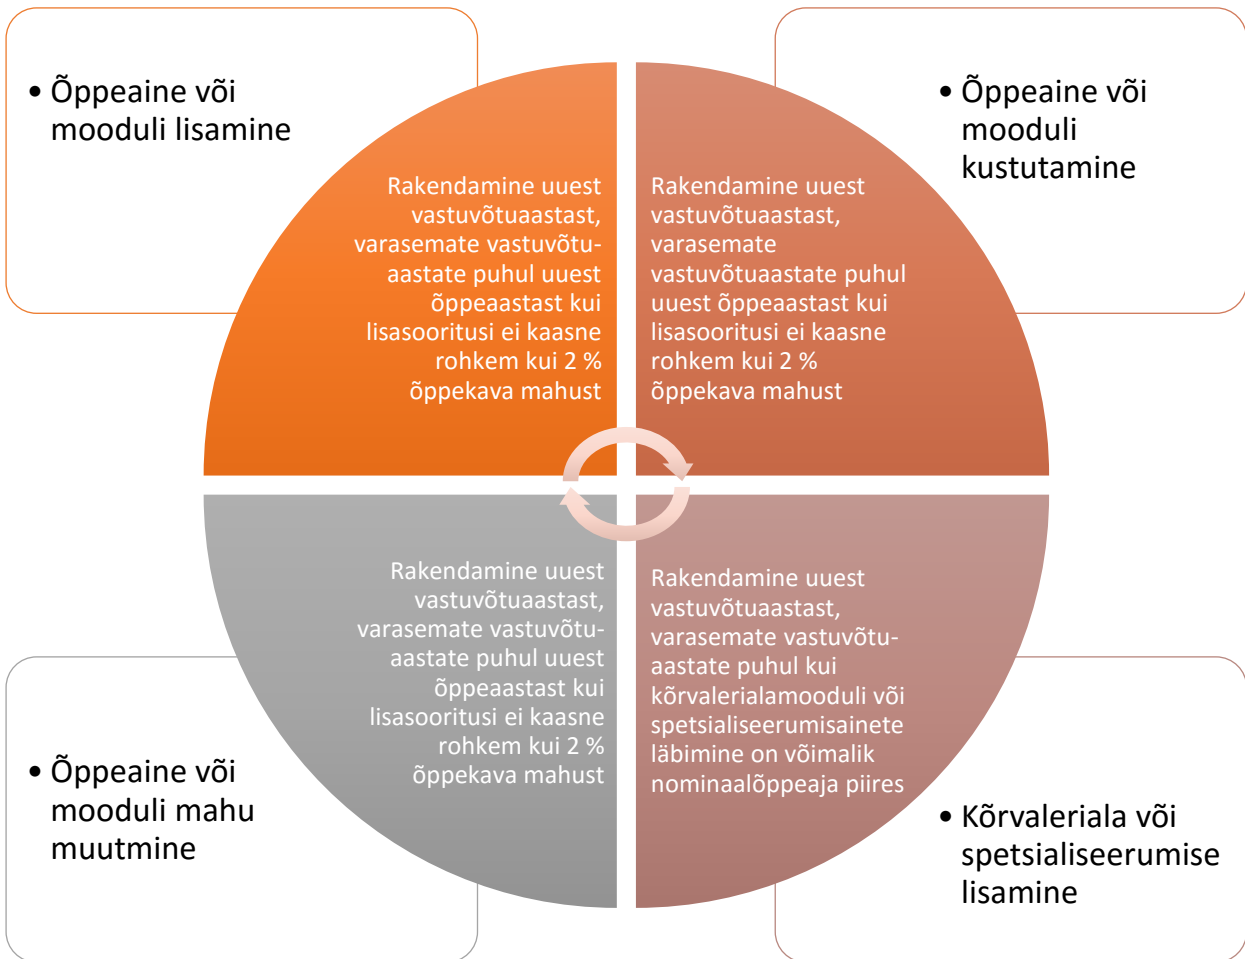 • Õppeaine või
mooduli lisamine
Rakendamine uuest
vastuvõtuaastast,
varasemate vastuvõtu-
aastate puhul uuest
õppeaastast kui
lisasooritusi ei kaasne
rohkem kui 2 %
õppekava mahust
• Õppeaine või
mooduli
kustutamine
Rakendamine uuest
vastuvõtuaastast,
varasemate
vastuvõtuaastate puhul
uuest õppeaastast kui
lisasooritusi ei kaasne
rohkem kui 2 %
õppekava mahust
• Õppeaine või
mooduli mahu
muutmine
Rakendamine uuest
vastuvõtuaastast,
varasemate vastuvõtu-
aastate puhul uuest
õppeaastast kui
lisasooritusi ei kaasne
rohkem kui 2 %
õppekava mahust
Rakendamine uuest
vastuvõtuaastast,
varasemate vastuvõtu-
aastate puhul kui
kõrvalerialamooduli või
spetsialiseerumisainete
läbimine on võimalik
nominaalõppeaja piires
• Kõrvaleriala või
spetsialiseerumise
lisamine